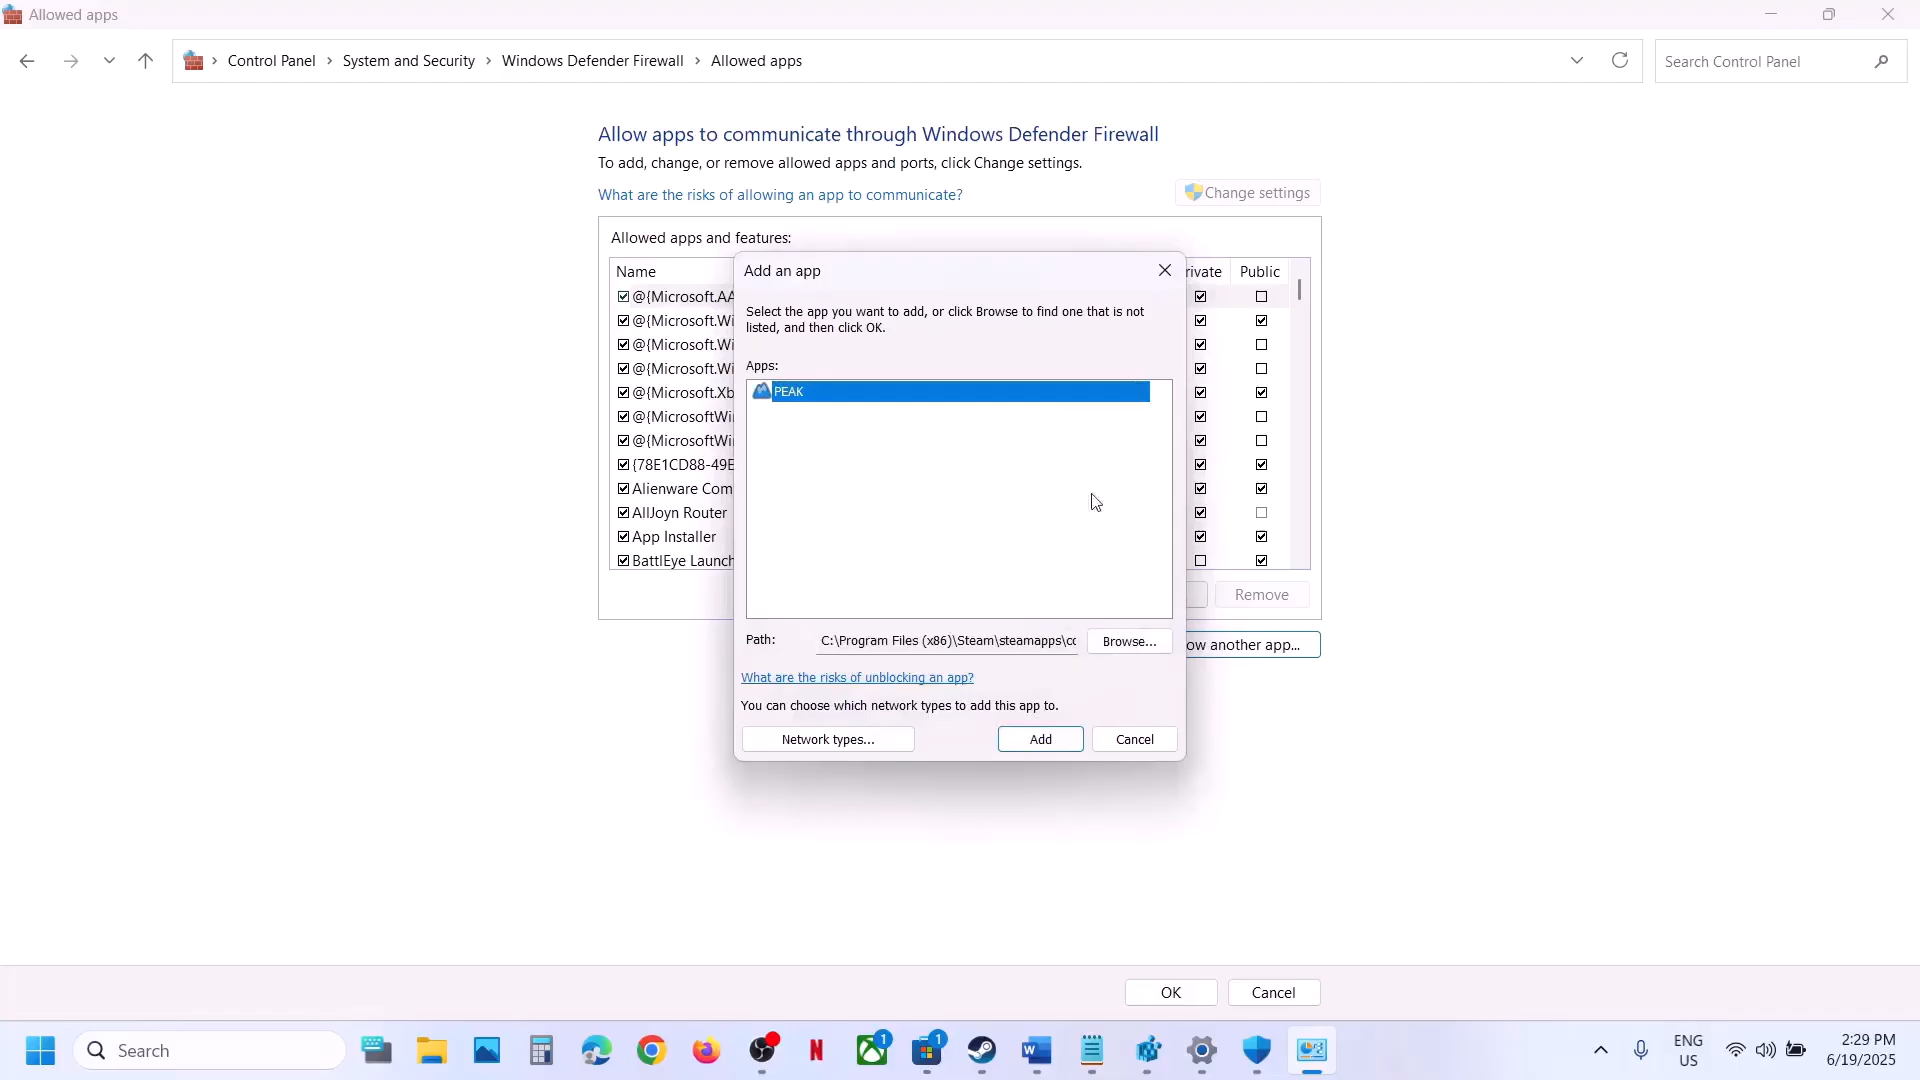 Allowed apps
Control Panel > System and Security > Windows Defender Firewall > Allowed apps
Search Control Panel
Allow apps to communicate through Windows Defender Firewall
To add, change, or remove allowed apps and ports, click Change settings.
What are the risks of allowing an app to communicate?
Change settings
Allowed apps and features:
Name
rivate
Public
@{Microsoft.AA
@{Microsoft.Wi
@{Microsoft.Wi
@{Microsoft.Wi
@{Microsoft.Xb
@{MicrosoftWi
@{MicrosoftWi
{78E1CD88-49E
Alienware Com
AllJoyn Router
App Installer
BattlEye Launch
Remove
ow another app...
Add an app
Select the app you want to add, or click Browse to find one that is not
listed, and then click OK.
Apps:
PEAK
Path:
C:\Program Files (x86)\Steam\steamapps\cc
Browse...
What are the risks of unblocking an app?
You can choose which network types to add this app to.
Network types...
Add
Cancel
OK
Cancel
Search
1
1
ENG
US
2:29 PM
6/19/2025